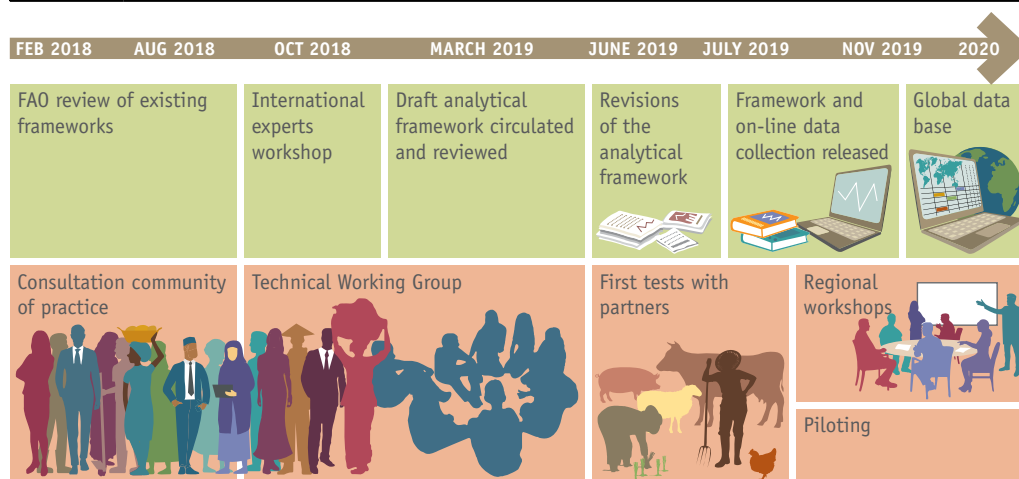 FEB 2018 AUG 2018 OCT 2018 MARCH 2019 JUNE 2019 JULY 2019 NOV 2019 2020
FAO review of existing
frameworks
International
experts
workshop
Draft analytical
framework circulated
and reviewed
Revisions
of the
analytical
framework
Framework and
on-line data
collection released
Global data
base
Consultation community
of practice
Technical Working Group
First tests with
partners
Regional
workshops
Piloting